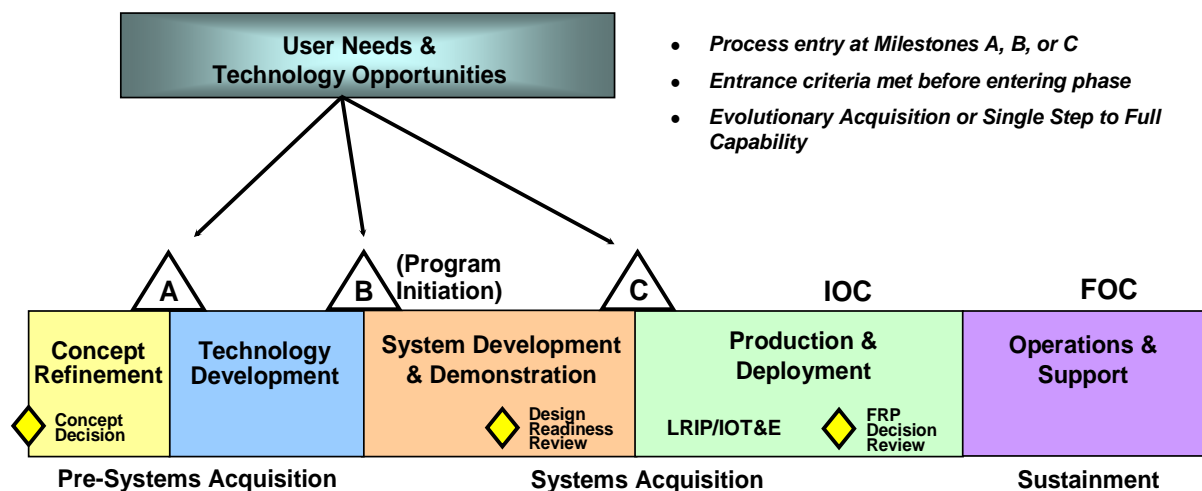 User Needs &
Technology Opportunities
• Process entry at Milestones A, B, or C
• Entrance criteria met before entering phase
• Evolutionary Acquisition or Single Step to Full
Capability
A
B
(Program
Initiation)
C
IOC
FOC
Concept
Refinement
Technology
Development
System Development
& Demonstration
Production &
Deployment
Operations &
Support
Concept
Decision
Design
Readiness
Review
LRIP/IOT&E
FRP
Decision
Review
Pre-Systems Acquisition
Systems Acquisition
Sustainment